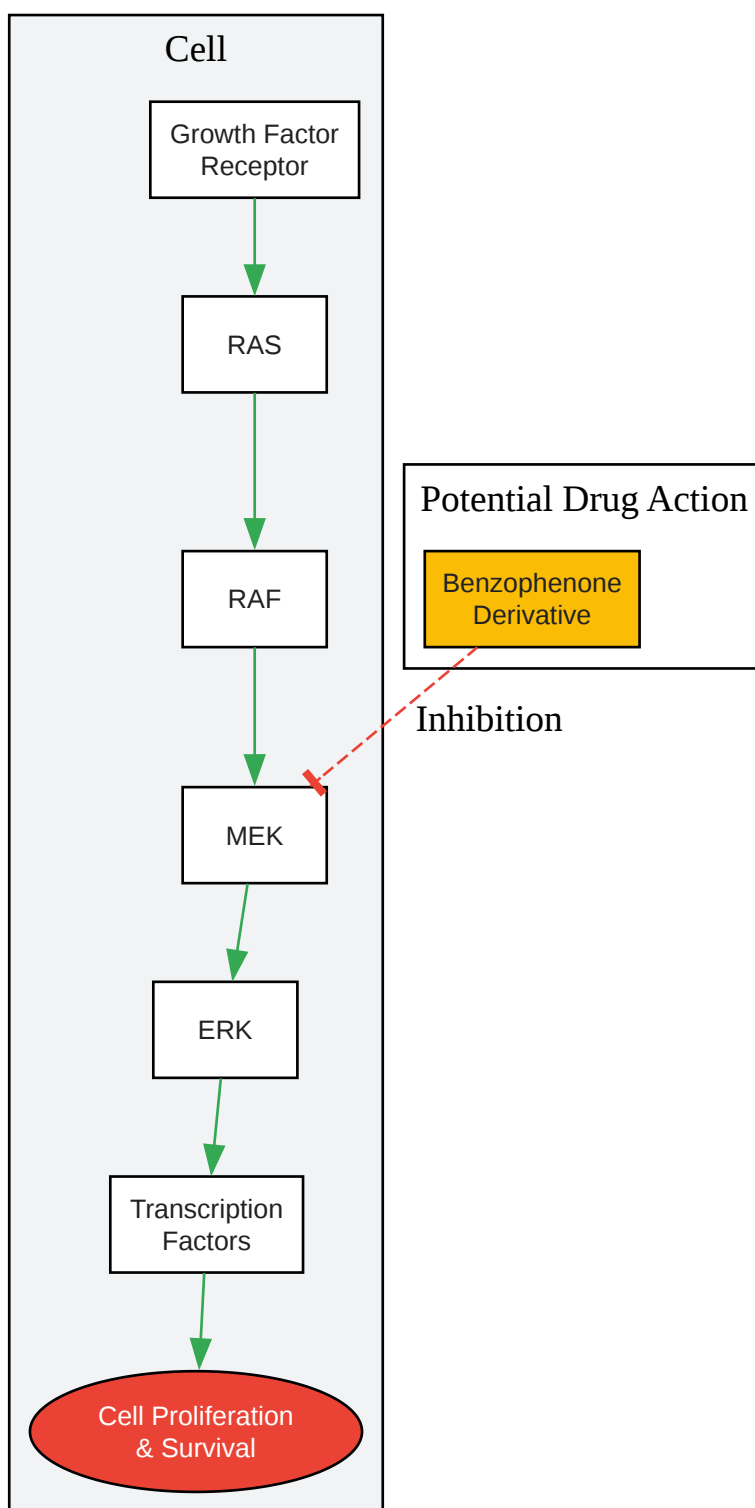 Cell
Growth Factor
Receptor
RAS
RAF
Potential Drug Action
Benzophenone
Derivative
Inhibition
MEK
ERK
Transcription
Factors
Cell Proliferation
& Survival